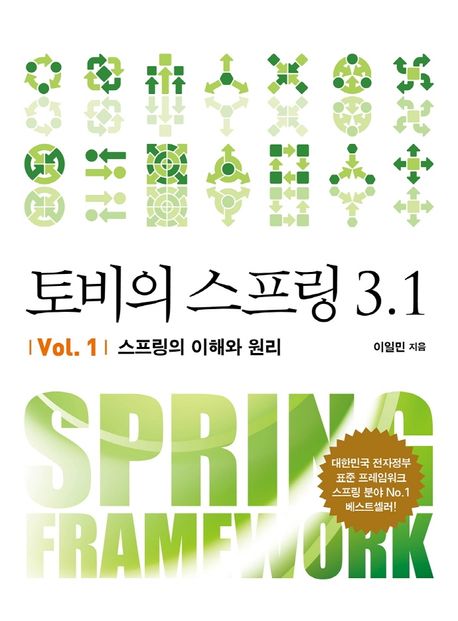 토비의 스프링 3.1
Vol. 1 스프링의 이해와 원리
이일민 지음
SPRING
FRAMEWORK
대한민국 전자정부
표준 프레임워크
스프링 분야 No.1
베스트셀러!